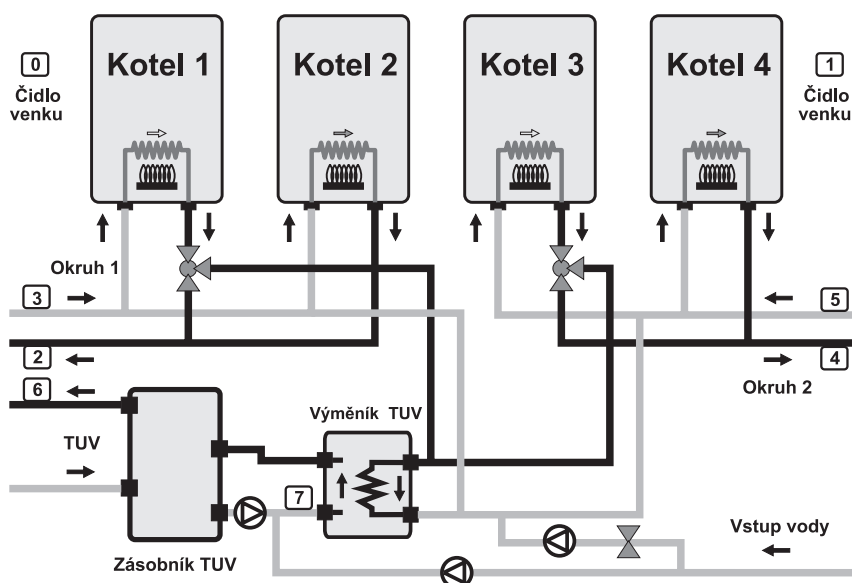 Kotel 1
Kotel 2
Kotel 3
Kotel 4
0
Čidlo
venku
1
Čidlo
venku
Okruh 1
3
5
2
4
6
Okruh 2
TUV
Výměník TUV
7
Zásobník TUV
Vstup vody